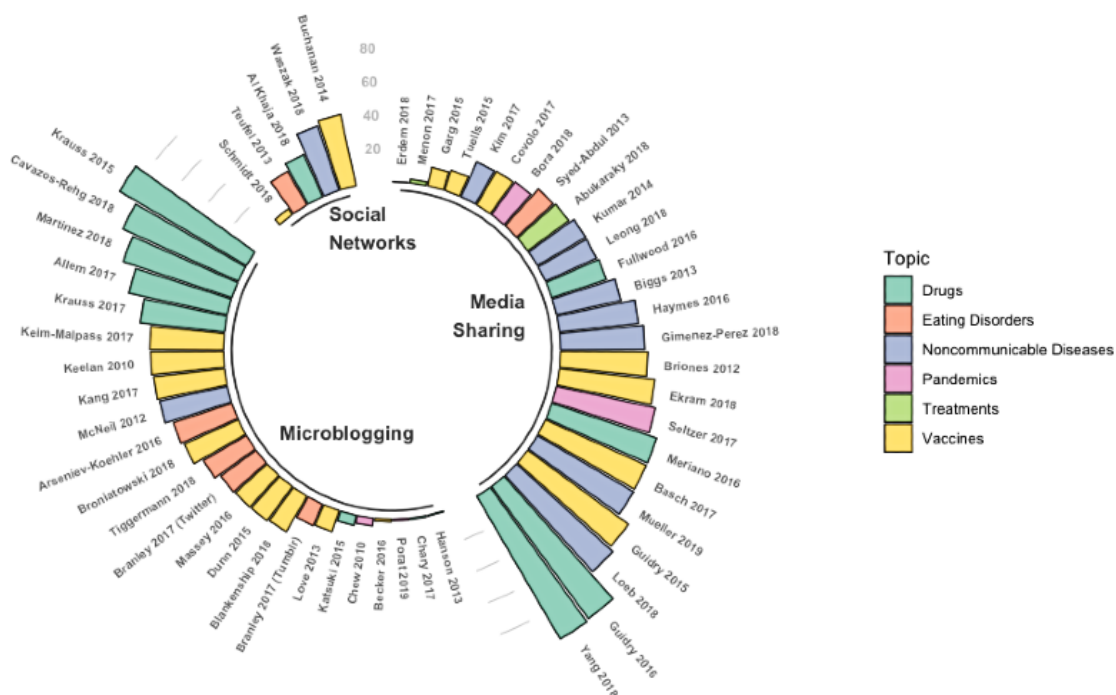 80
60
40
20
Buchanan 2014
Waszak 2018
Al Khaja 2018
Teufel 2013
Schmidt 2018
Social
Networks
Erdem 2018
Menon 2017
Garg 2015
Tuells 2015
Kim 2017
Covolo 2017
Bora 2018
Syed-Abdul 2013
Abukaraky 2018
Kumar 2014
Leong 2018
Fullwood 2016
Biggs 2013
Haymes 2016
Gimenez-Perez 2018
Briones 2012
Ekram 2018
Seltzer 2017
Meriano 2016
Basch 2017
Mueller 2019
Guidry 2015
Loeb 2018
Guidry 2016
Yang 2018
Media
Sharing
Hanson 2013
Chary 2017
Porat 2019
Becker 2016
Chew 2010
Katsuki 2015
Love 2013
Branley 2017 (Tumblr)
Blankenship 2018
Dunn 2015
Massey 2016
Branley 2017 (Twitter)
Tiggermann 2018
Broniatowski 2018
Arseniev-Koehler 2016
McNeil 2012
Kang 2017
Keelan 2010
Keim-Malpass 2017
Krauss 2017
Allem 2017
Martinez 2018
Cavazos-Rehg 2018
Krauss 2015
Microblogging
Topic
Drugs
Eating Disorders
Noncommunicable Diseases
Pandemics
Treatments
Vaccines